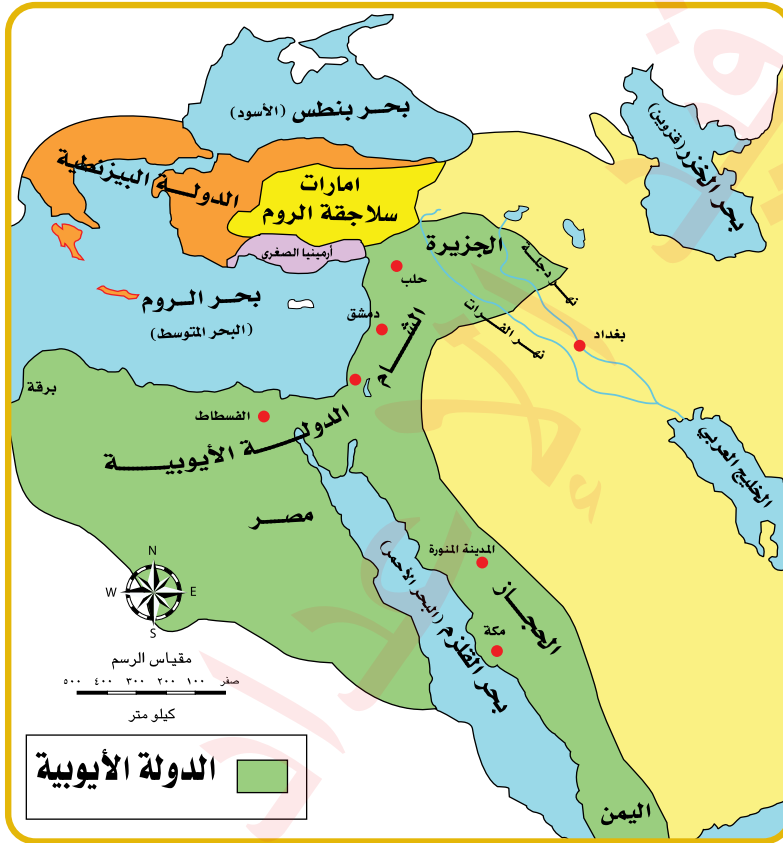 بحر بنطس (الأسود)
بحر الخزر (قزوين)
الدولة البيزنطية
امارات
سلاجقة الروم
أرمينيا الصغرى
الجزيرة
نهر دجلة
حلب
بحر الروم
(البحر المتوسط)
دمشق
الشام
نهر الفرات
بغداد
برقة
الفسطاط
الدولة الأيوبية
الخليج العربي
مصر
المدينة المنورة
الحجاز
مكة
بحر القلزم (البحر الأحمر)
N
W E
S
مقياس الرسم
صفر ١٠٠ ٢٠٠ ٣٠٠ ٤٠٠ ٥٠٠
كيلو متر
الدولة الأيوبية
اليمن